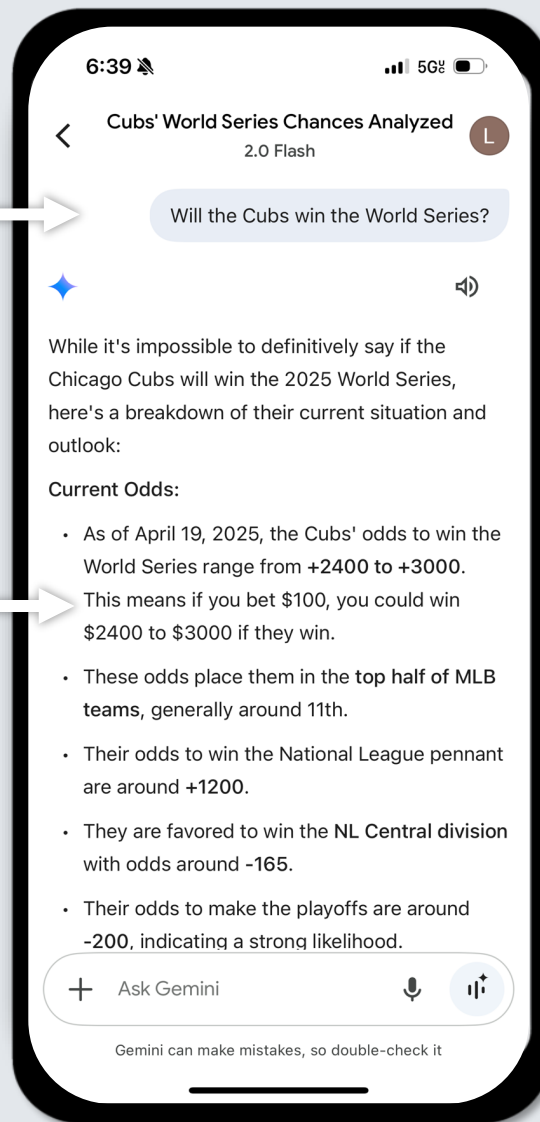 6:39
5G
Cubs' World Series Chances Analyzed
L
2.0 Flash
Will the Cubs win the World Series?
While it's impossible to definitively say if the
Chicago Cubs will win the 2025 World Series,
here's a breakdown of their current situation and
outlook:
Current Odds:
• As of April 19, 2025, the Cubs' odds to win the
World Series range from +2400 to +3000.
This means if you bet $100, you could win
$2400 to $3000 if they win.
• These odds place them in the top half of MLB
teams, generally around 11th.
• Their odds to win the National League pennant
are around +1200.
• They are favored to win the NL Central division
with odds around -165.
• Their odds to make the playoffs are around
-200, indicating a strong likelihood.
Ask Gemini
Gemini can make mistakes, so double-check it